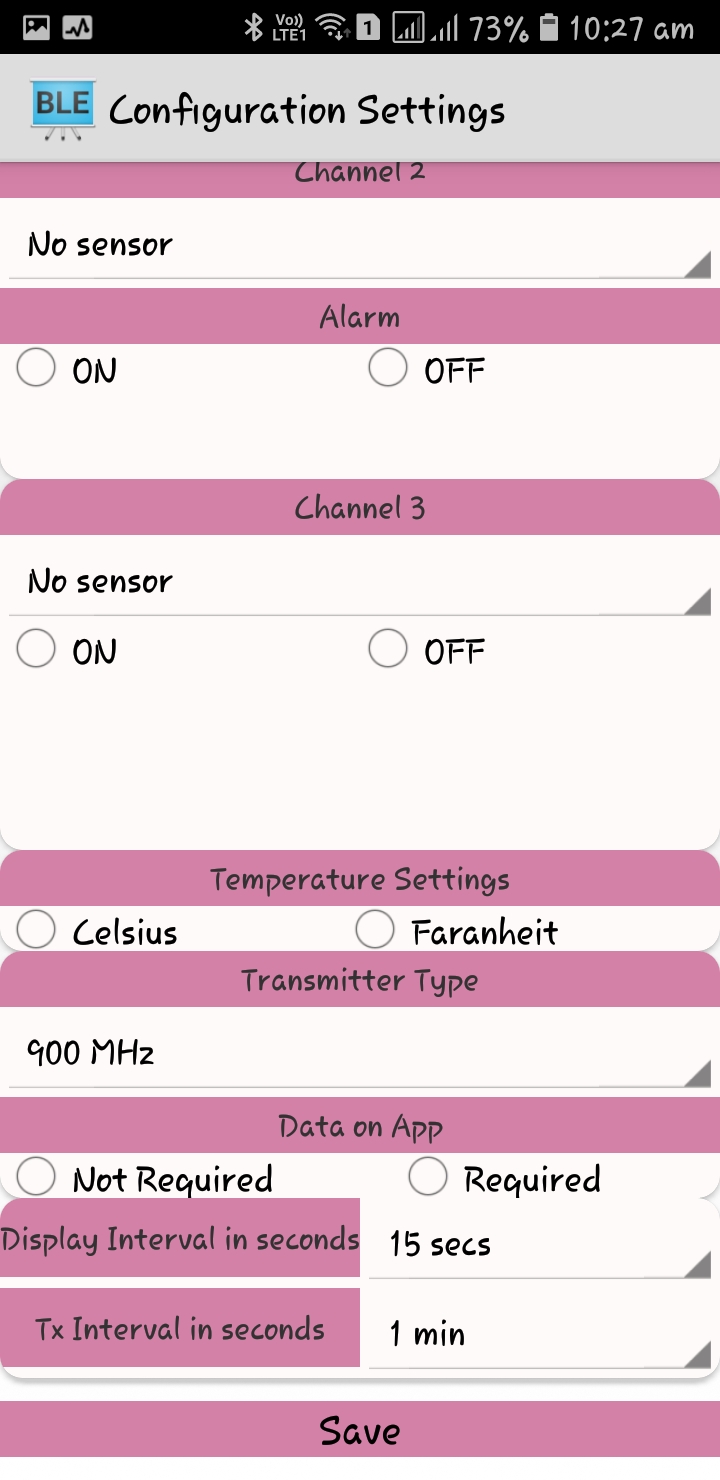 Vo)) LTE1 1 73% 10:27 am
BLE Configuration Settings
Channel 2
No sensor
Alarm
ON OFF
Channel 3
No sensor
ON OFF
Temperature Settings
Celsius Faranheit
Transmitter Type
900 MHz
Data on App
Not Required Required
Display Interval in seconds 15 secs
Tx Interval in seconds 1 min
Save